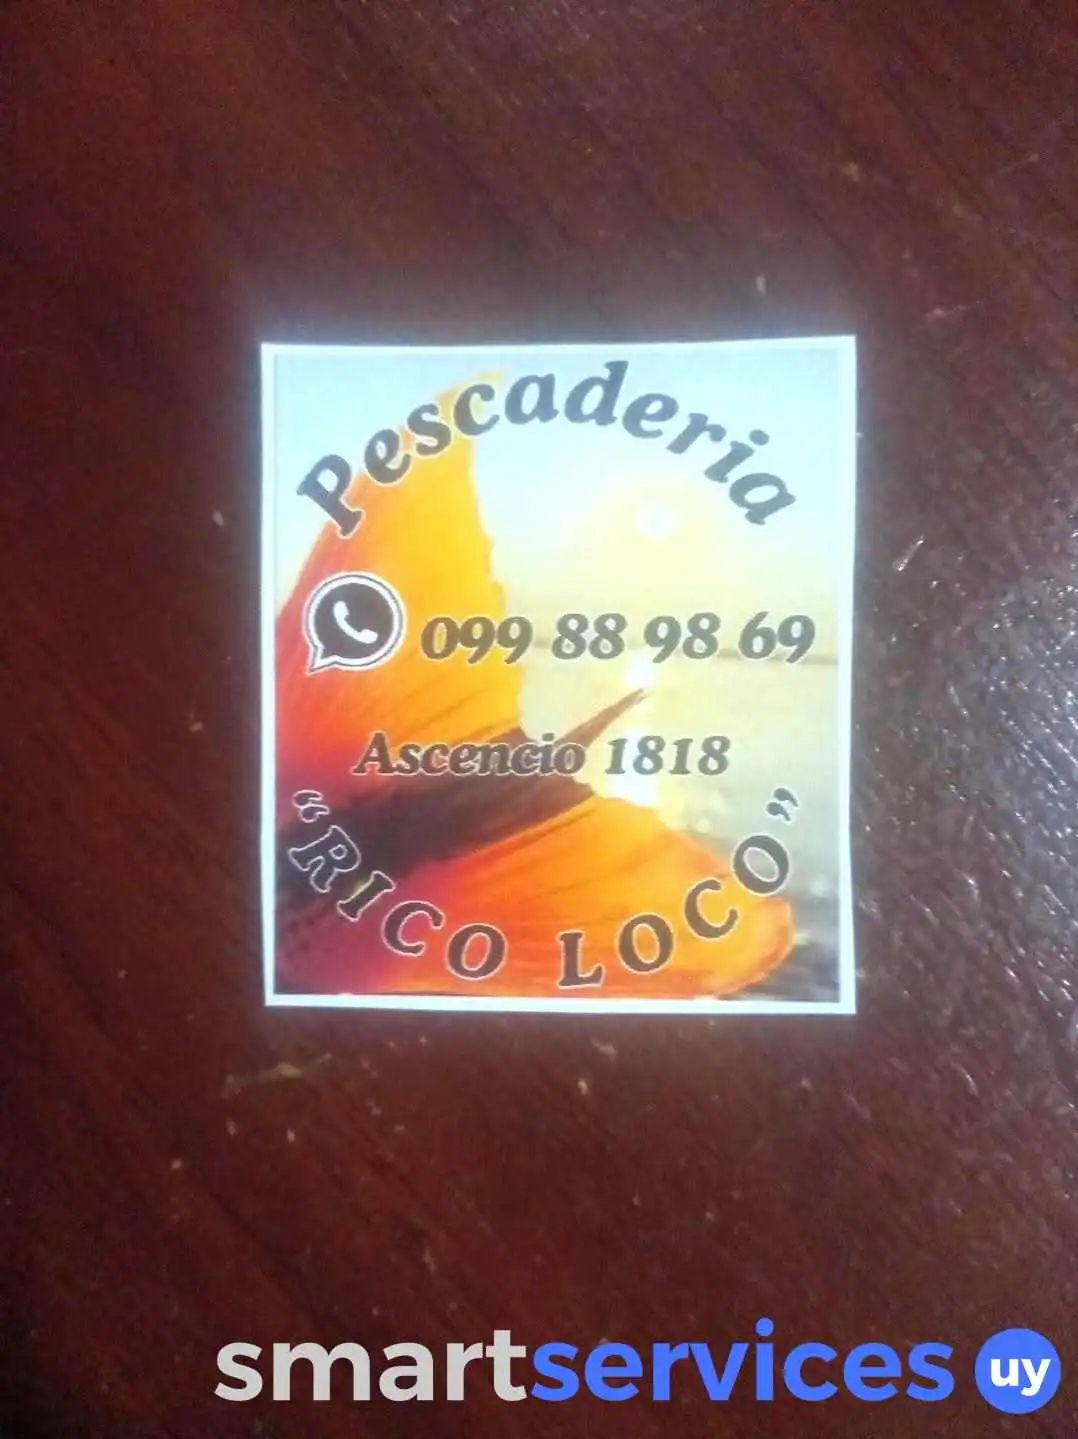 Pescaderia
099 88 98 69
Ascencio 1818
“RICO LOCO”
smartservices uy